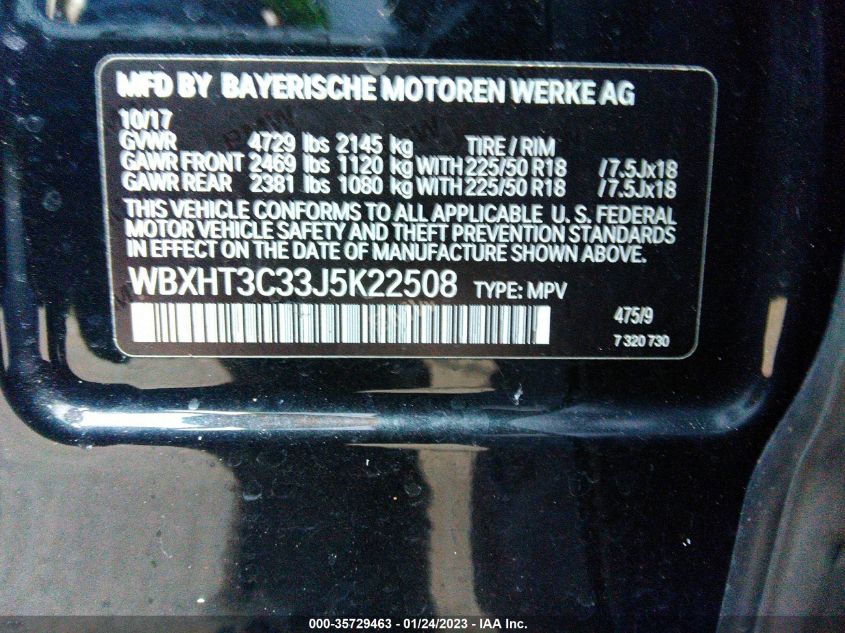 MFD BY BAYERISCHE MOTOREN WERKE AG
10/17
GVWR 4729 lbs 2145 kg TIRE / RIM
GAWR FRONT 2469 lbs 1120 kg WITH 225/50 R18 /7.5Jx18
GAWR REAR 2381 lbs 1080 kg WITH 225/50 R18 /7.5Jx18
THIS VEHICLE CONFORMS TO ALL APPLICABLE U. S. FEDERAL
MOTOR VEHICLE SAFETY AND THEFT PREVENTION STANDARDS
IN EFFECT ON THE DATE OF MANUFACTURE SHOWN ABOVE.
WBXHT3C33J5K22508 TYPE: MPV
475/9
7 320 730
000-35729463 - 01/24/2023 - IAA Inc.